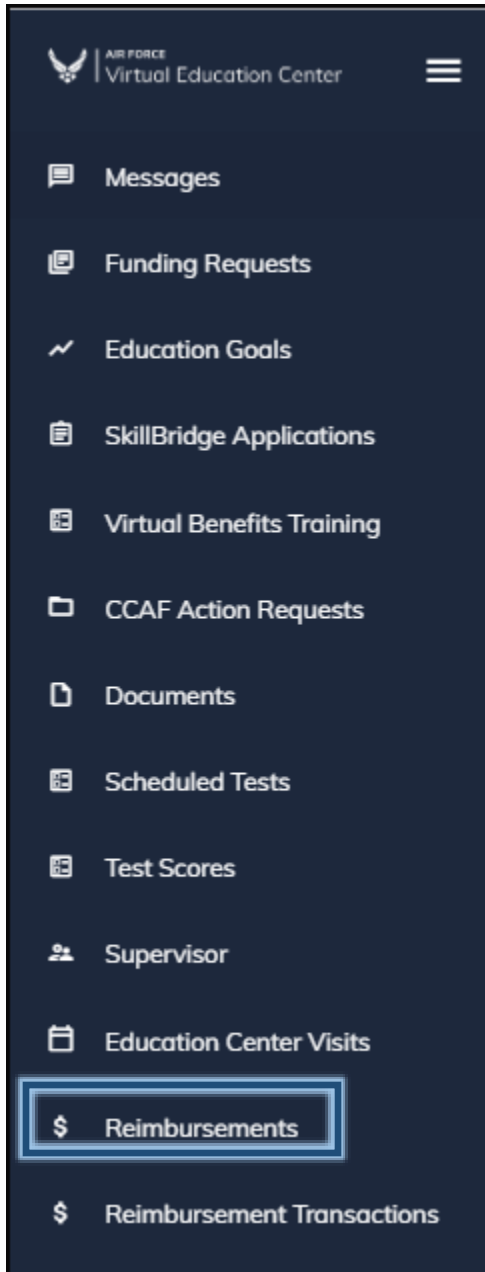 AIR FORCE
Virtual Education Center
Messages
Funding Requests
Education Goals
SkillBridge Applications
Virtual Benefits Training
CCAF Action Requests
Documents
Scheduled Tests
Test Scores
Supervisor
Education Center Visits
$ Reimbursements
$ Reimbursement Transactions